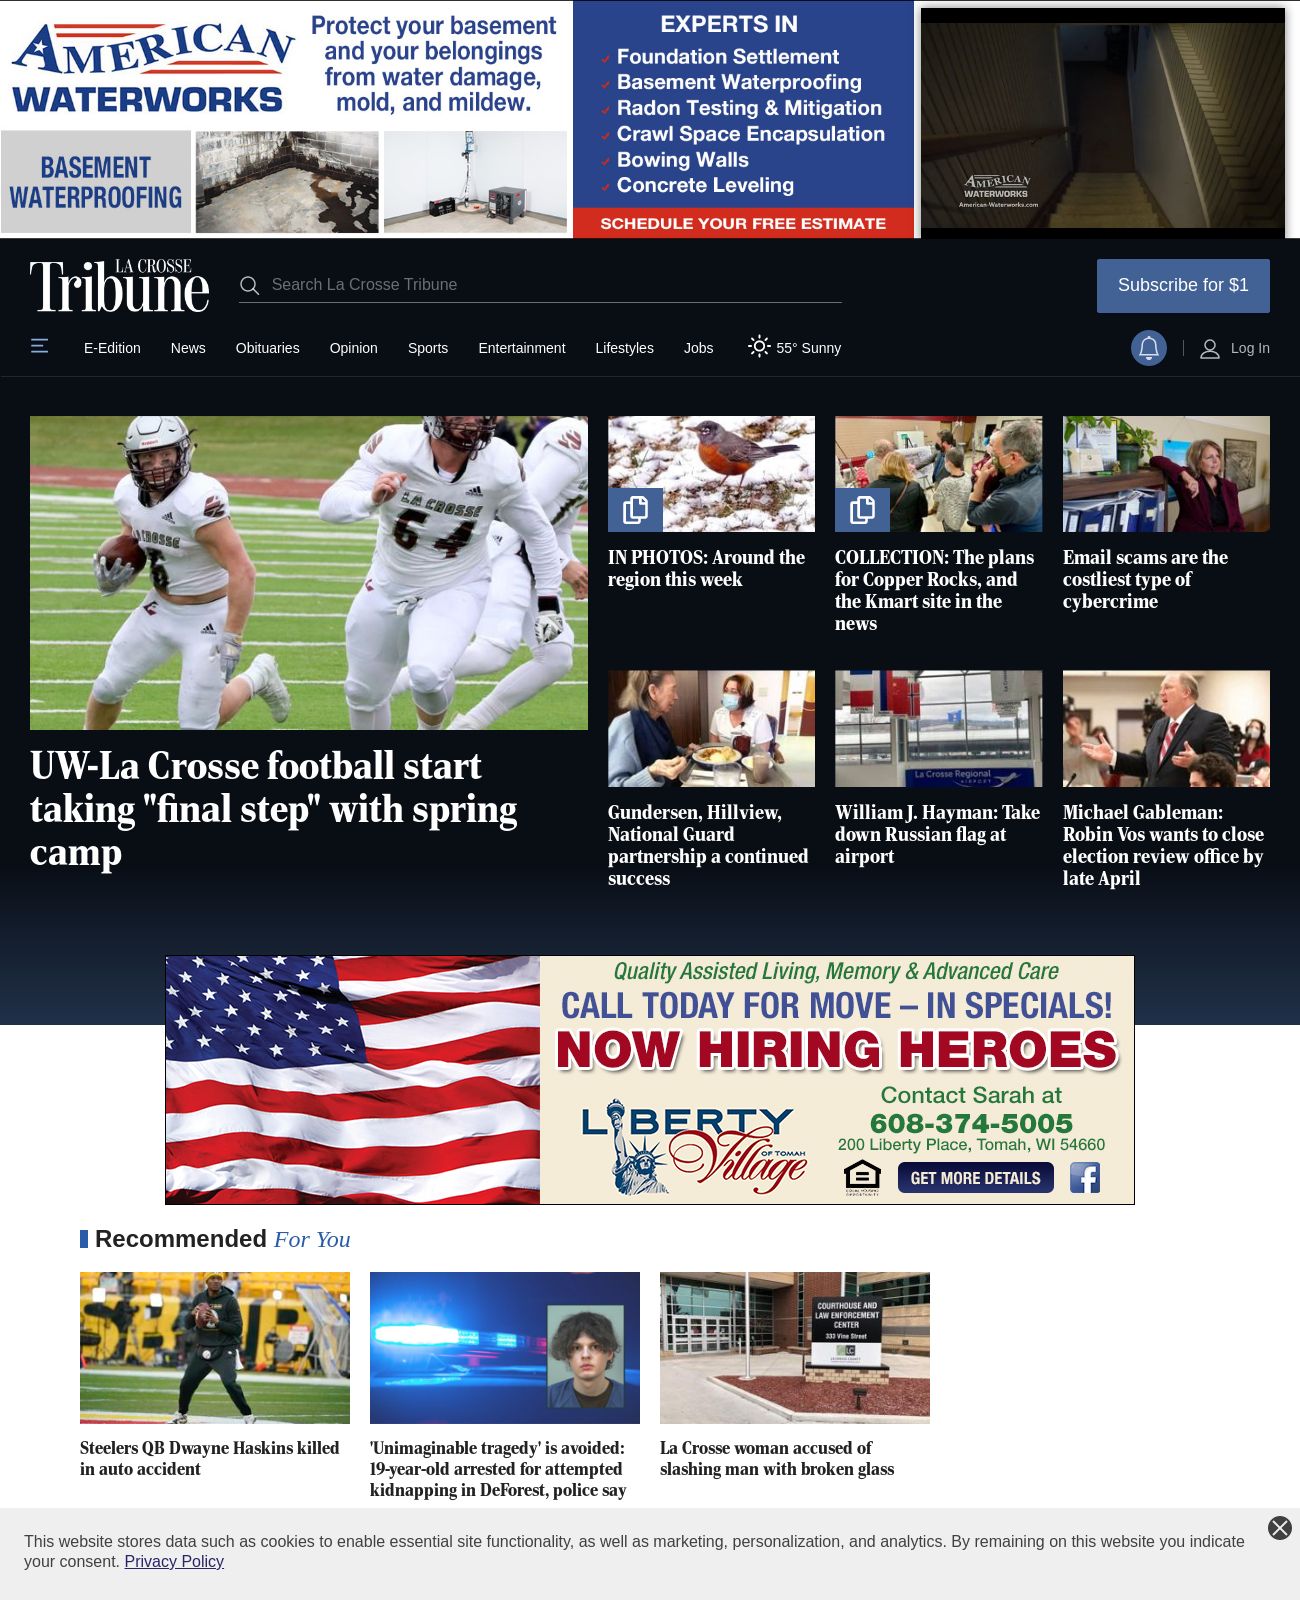 AMERICAN
WATERWORKS
Protect your basement
and your belongings
from water damage,
mold, and mildew.
BASEMENT
WATERPROOFING
EXPERTS IN
Foundation Settlement
Basement Waterproofing
Radon Testing & Mitigation
Crawl Space Encapsulation
Bowing Walls
Concrete Leveling
SCHEDULE YOUR FREE ESTIMATE
AMERICAN
WATERWORKS
American-Waterworks.com
LA CROSSE
Tribune
Search La Crosse Tribune
Subscribe for $1
E-Edition News Obituaries Opinion Sports Entertainment Lifestyles Jobs 55° Sunny
Log In
LA CROSSE
64
CROSSE
UW-La Crosse football start
taking "final step" with spring
camp
IN PHOTOS: Around the
region this week
COLLECTION: The plans
for Copper Rocks, and
the Kmart site in the
news
Email scams are the
costliest type of
cybercrime
La Crosse Regional
AIRPORT
Gundersen, Hillview,
National Guard
partnership a continued
success
William J. Hayman: Take
down Russian flag at
airport
Michael Gableman:
Robin Vos wants to close
election review office by
late April
Quality Assisted Living, Memory & Advanced Care
CALL TODAY FOR MOVE – IN SPECIALS!
NOW HIRING HEROES
LIBERTY
OF TOMAH
Village
Contact Sarah at
608-374-5005
200 Liberty Place, Tomah, WI 54660
EQUAL HOUSING
OPPORTUNITY
GET MORE DETAILS
f
Recommended For You
COURTHOUSE AND
LAW ENFORCEMENT
CENTER
333 Vine Street
LC
Steelers QB Dwayne Haskins killed
in auto accident
'Unimaginable tragedy' is avoided:
19-year-old arrested for attempted
kidnapping in DeForest, police say
La Crosse woman accused of
slashing man with broken glass
This website stores data such as cookies to enable essential site functionality, as well as marketing, personalization, and analytics. By remaining on this website you indicate
your consent. Privacy Policy